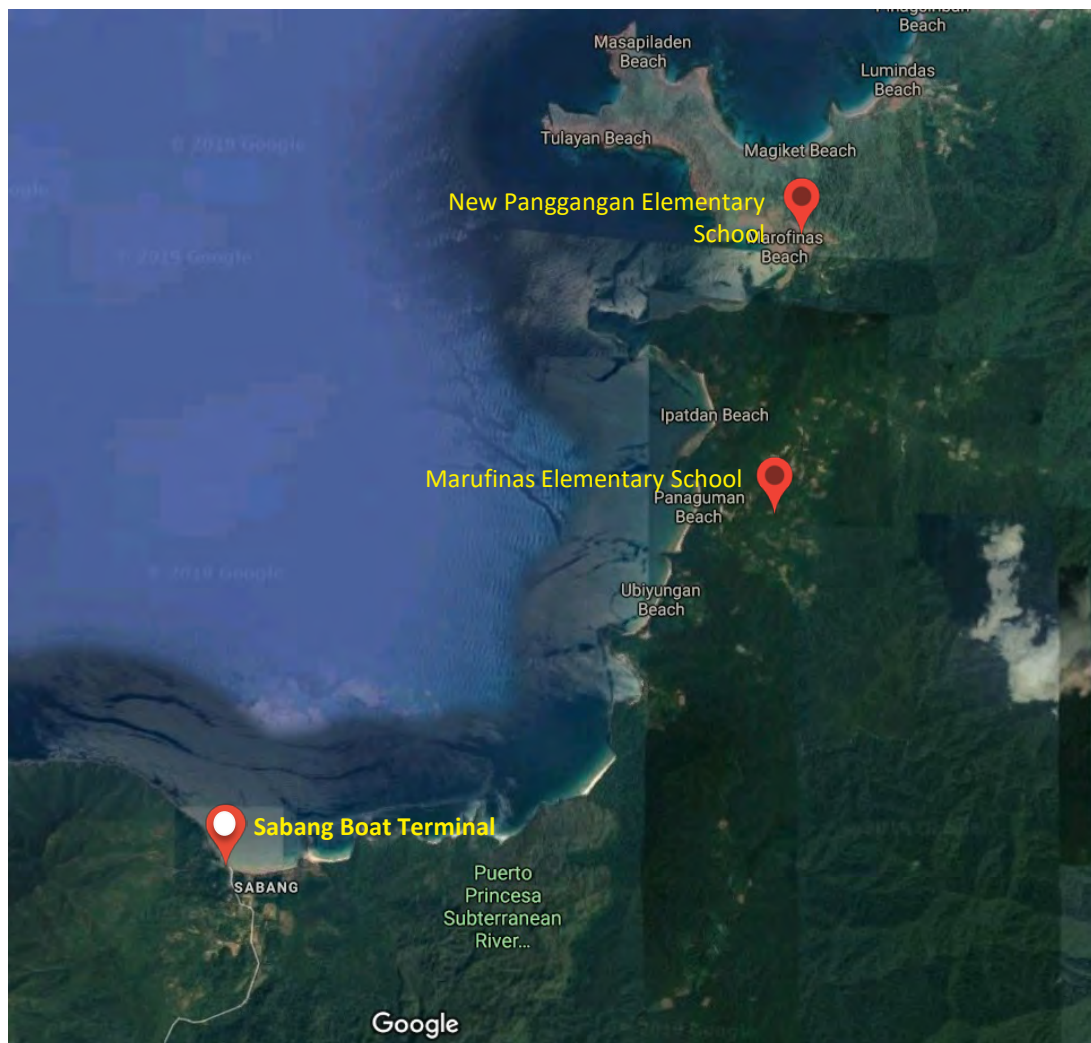 Masapiladen
Beach
Lumindas
Beach
© 2019 Google
Tulayan Beach
Magiket Beach
New Panggangan Elementary
School
Marofinas
Beach
© 2019 Google
Ipatdan Beach
Marufinas Elementary School
Panaguman
Beach
© 2019 Google
Ubiyungan
Beach
Sabang Boat Terminal
SABANG
Puerto
Princesa
Subterranean
River...
Google